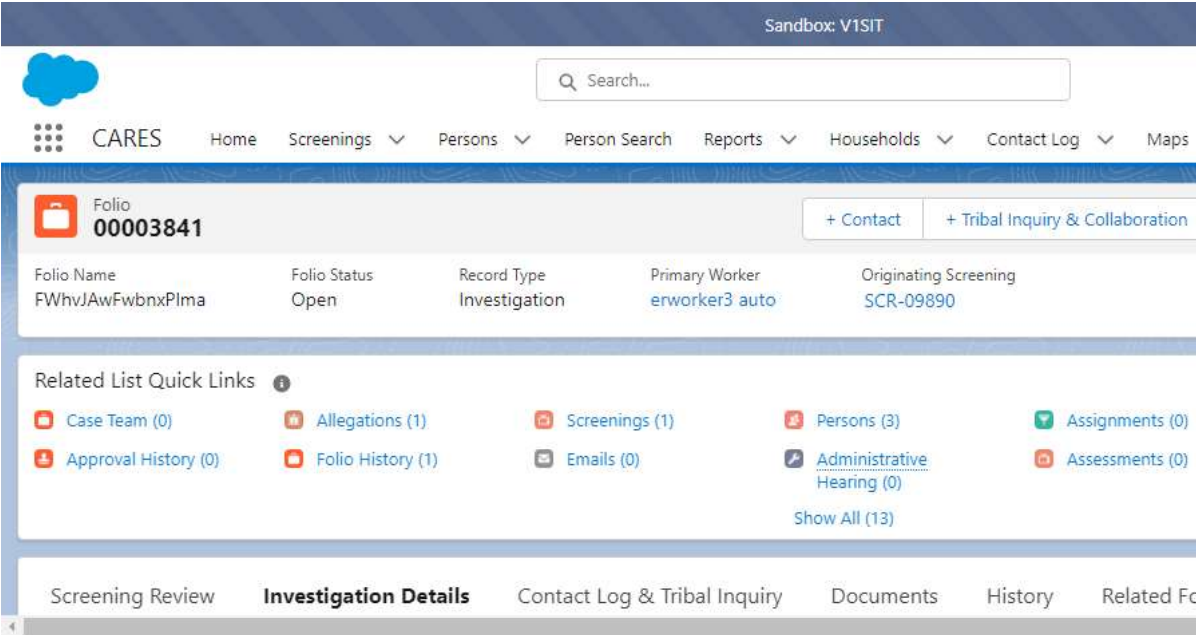 Sandbox: V1SIT
Search...
CARES Home Screenings Persons Person Search Reports Households Contact Log Maps
Folio
00003841
+ Contact + Tribal Inquiry & Collaboration
Folio Name Folio Status Record Type Primary Worker Originating Screening
FWhvJAwFwbnxPlma Open Investigation erworker3 auto SCR-09890
Related List Quick Links
Case Team (0) Allegations (1) Screenings (1) Persons (3) Assignments (0)
Approval History (0) Folio History (1) Emails (0) Administrative Assessments (0)
Hearing (0)
Show All (13)
Screening Review Investigation Details Contact Log & Tribal Inquiry Documents History Related Fo